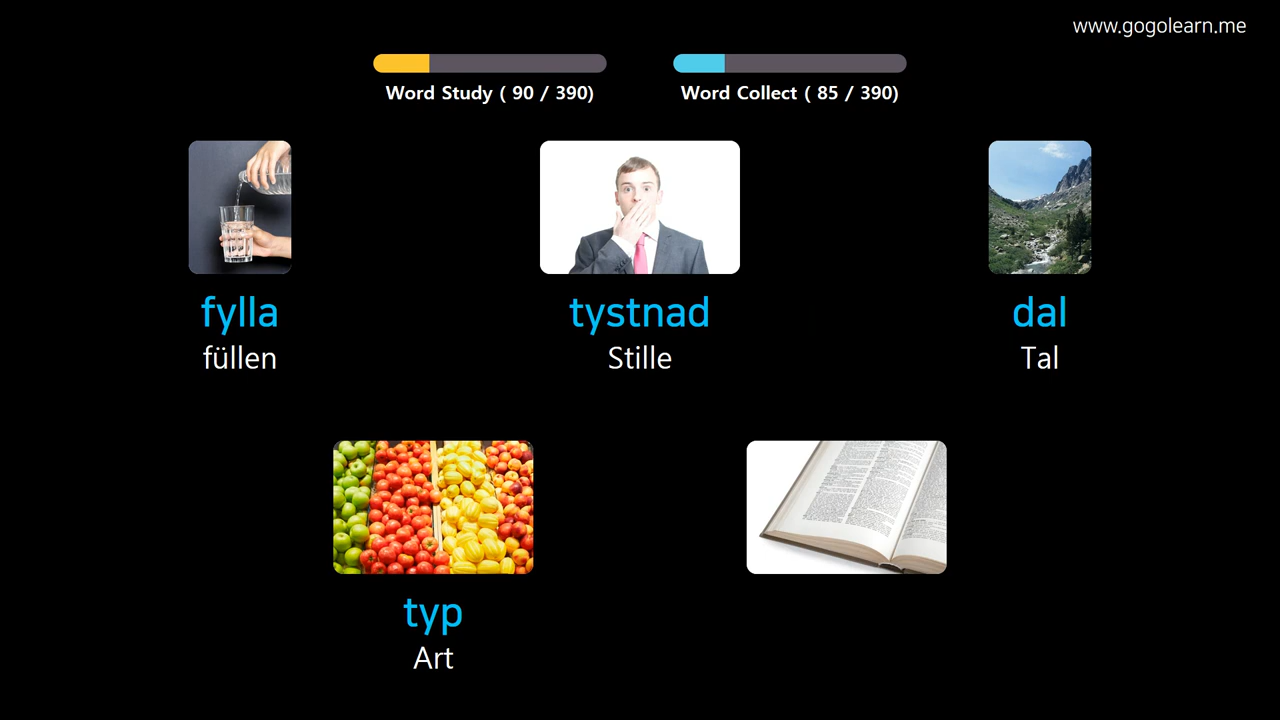 www.gogolearn.me
Word Study ( 90 / 390)
Word Collect ( 85 / 390)
fylla
füllen
tystnad
Stille
dal
Tal
typ
Art